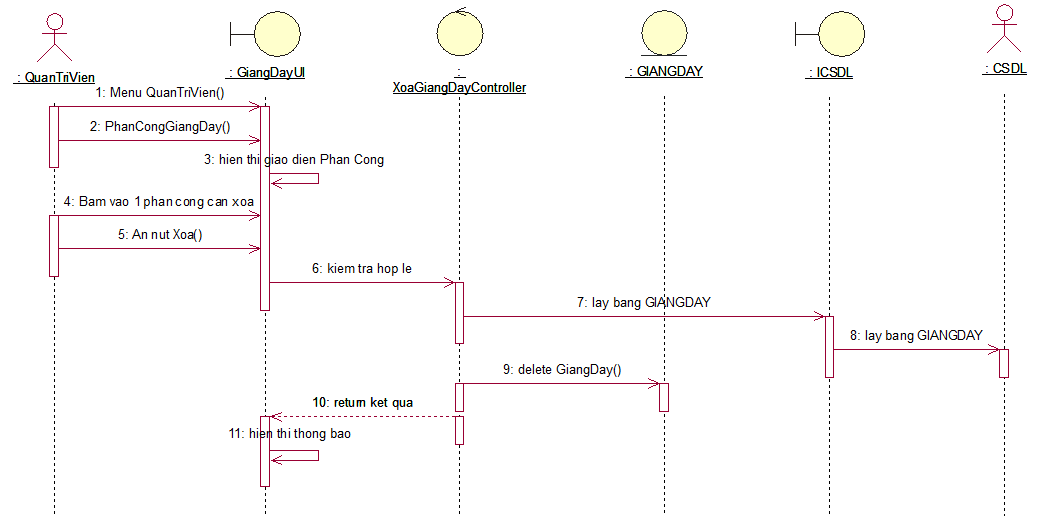 : QuanTriVien
: GiangDayUI
:
XoaGiangDayController
: GIANGDAY
: ICSDL
: CSDL
1: Menu QuanTriVien()
2: PhanCongGiangDay()
3: hien thi giao dien Phan Cong
4: Bam vao 1 phan cong can xoa
5: An nut Xoa()
6: kiem tra hop le
7: lay bang GIANGDAY
8: lay bang GIANGDAY
9: delete GiangDay()
10: return ket qua
11: hien thi thong bao